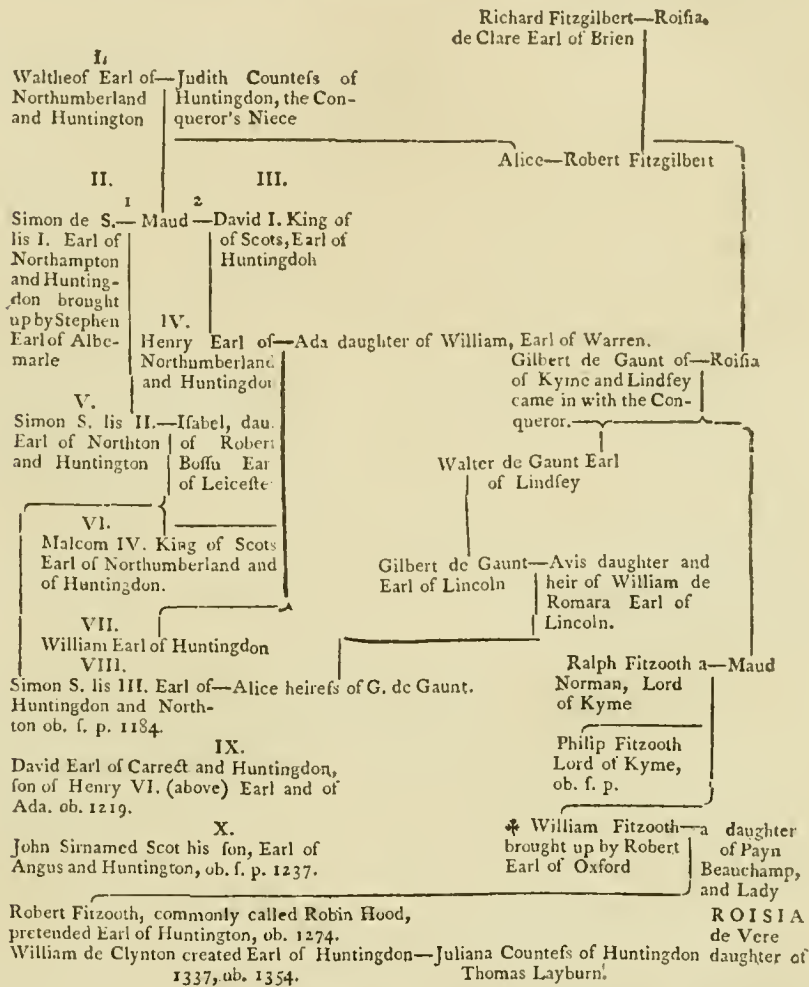 Richard Fitzgilbert—Roisia.
de Clare Earl of Brien
I.
Waltheof Earl of—Judith Countess of
Northumberland Huntingdon, the Con-
and Huntington queror's Niece
Alice—Robert Fitzgilbert
II. III.
1 2
Simon de S.—Maud—David I. King of
lis I. Earl of of Scots, Earl of
Northampton Huntingdoh
and Hunting-
don brought
up by Stephen
Earl of Albe-
marle
IV.
Henry Earl of—Ada daughter of William, Earl of Warren.
Northumberland
and Huntingdon
Gilbert de Gaunt of—Roisia
of Kyme and Lindsey
came in with the Con-
queror.
V.
Simon S. lis II.—Isabel, dau.
Earl of Northton of Robert
and Huntington Bossu Ear
of Leiceste
Walter de Gaunt Earl
of Lindsey
VI.
Malcom IV. King of Scots
Earl of Northumberland and
of Huntingdon.
Gilbert de Gaunt—Avis daughter and
Earl of Lincoln heir of William de
Romara Earl of
Lincoln.
VII.
William Earl of Huntingdon
VIII.
Simon S. lis III. Earl of—Alice heiress of G. de Gaunt.
Huntingdon and North-
ton ob. s. p. 1184.
Ralph Fitzooth a—Maud
Norman, Lord
of Kyme
Philip Fitzooth
Lord of Kyme,
ob. s. p.
IX.
David Earl of Carrect and Huntingdon,
son of Henry VI. (above) Earl and of
Ada. ob. 1219.
X.
John Sirnamed Scot his son, Earl of
Angus and Huntington, ob. s. p. 1237.
✤ William Fitzooth—a daughter
brought up by Robert of Payn
Earl of Oxford Beauchamp,
and Lady
ROISIA
de Vere
daughter of
Robert Fitzooth, commonly called Robin Hood,
pretended Earl of Huntington, ob. 1274.
William de Clynton created Earl of Huntingdon—Juliana Countess of Huntingdon
1337, ob. 1354. Thomas Layburn.